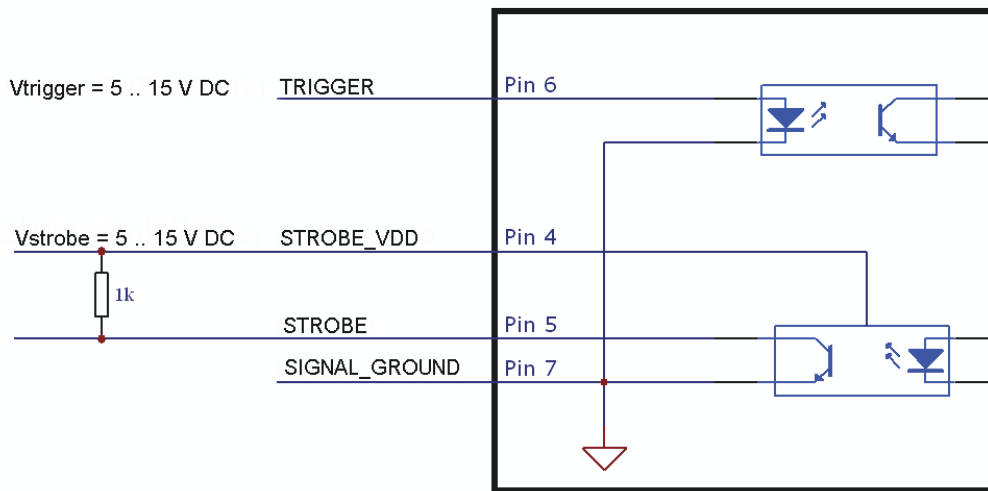 Vtrigger = 5 .. 15 V DC TRIGGER Pin 6
Vstrobe = 5 .. 15 V DC STROBE_VDD Pin 4
1k
STROBE Pin 5
SIGNAL_GROUND Pin 7